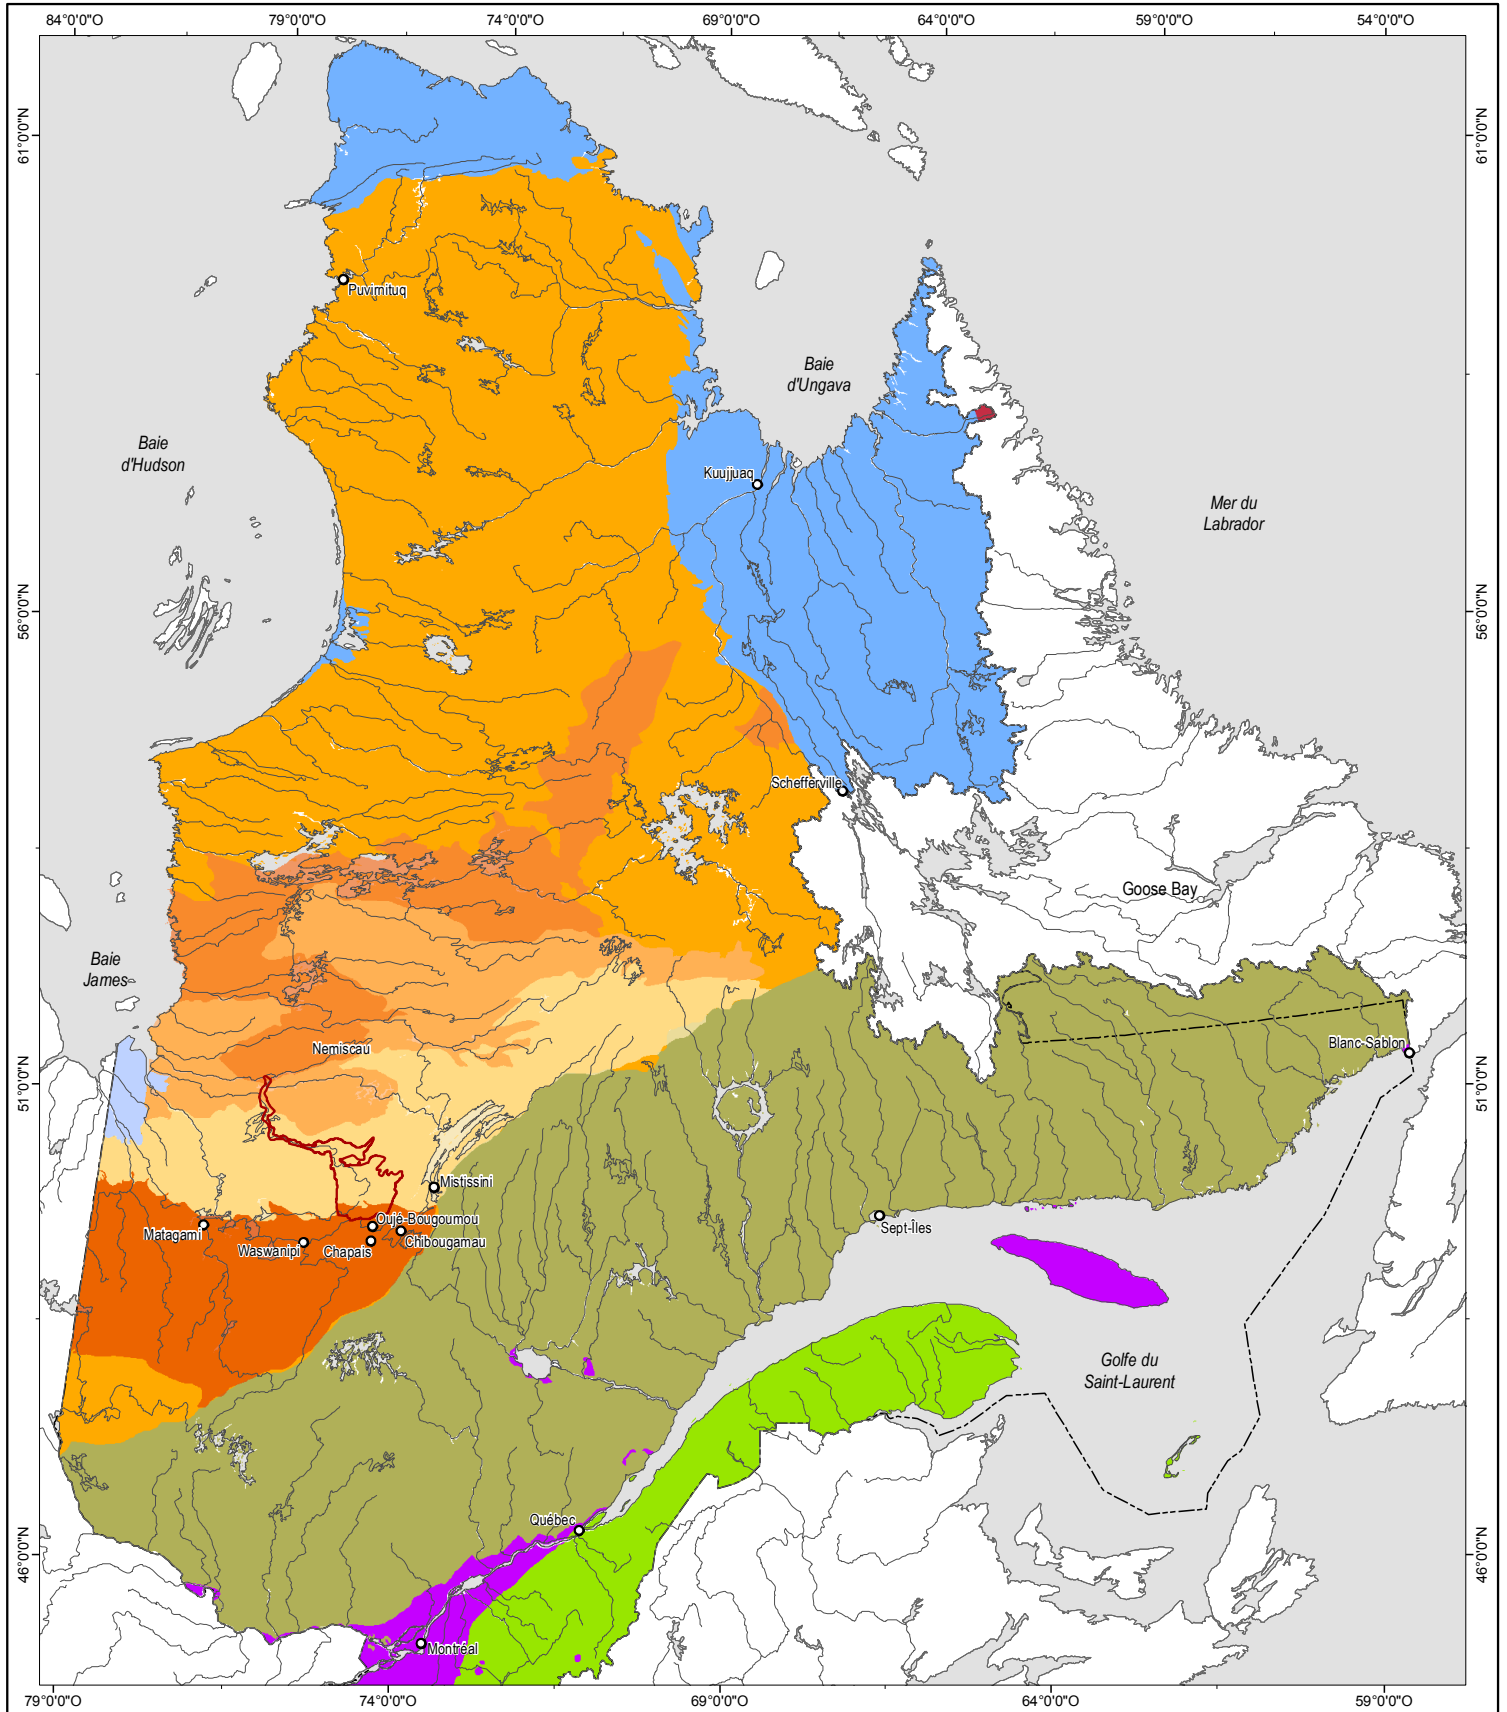 84°0'0"O
79°0'0"O
74°0'0"O
69°0'0"O
64°0'0"O
59°0'0"O
54°0'0"O
61°0'0"N
61°0'0"N
Puvirnituq
Baie
d'Ungava
Baie
d'Hudson
Kuujjuaq
Mer du
Labrador
56°0'0"N
56°0'0"N
Schefferville
Goose Bay
Baie
James
Nemiscau
Blanc-Sablon
51°0'0"N
51°0'0"N
Mistissini
Matagami
Oujé-Bougoumou
Waswanipi
Chapais
Chibougamau
Sept-Îles
Golfe du
Saint-Laurent
Québec
46°0'0"N
46°0'0"N
Montréal
79°0'0"O
74°0'0"O
69°0'0"O
64°0'0"O
59°0'0"O